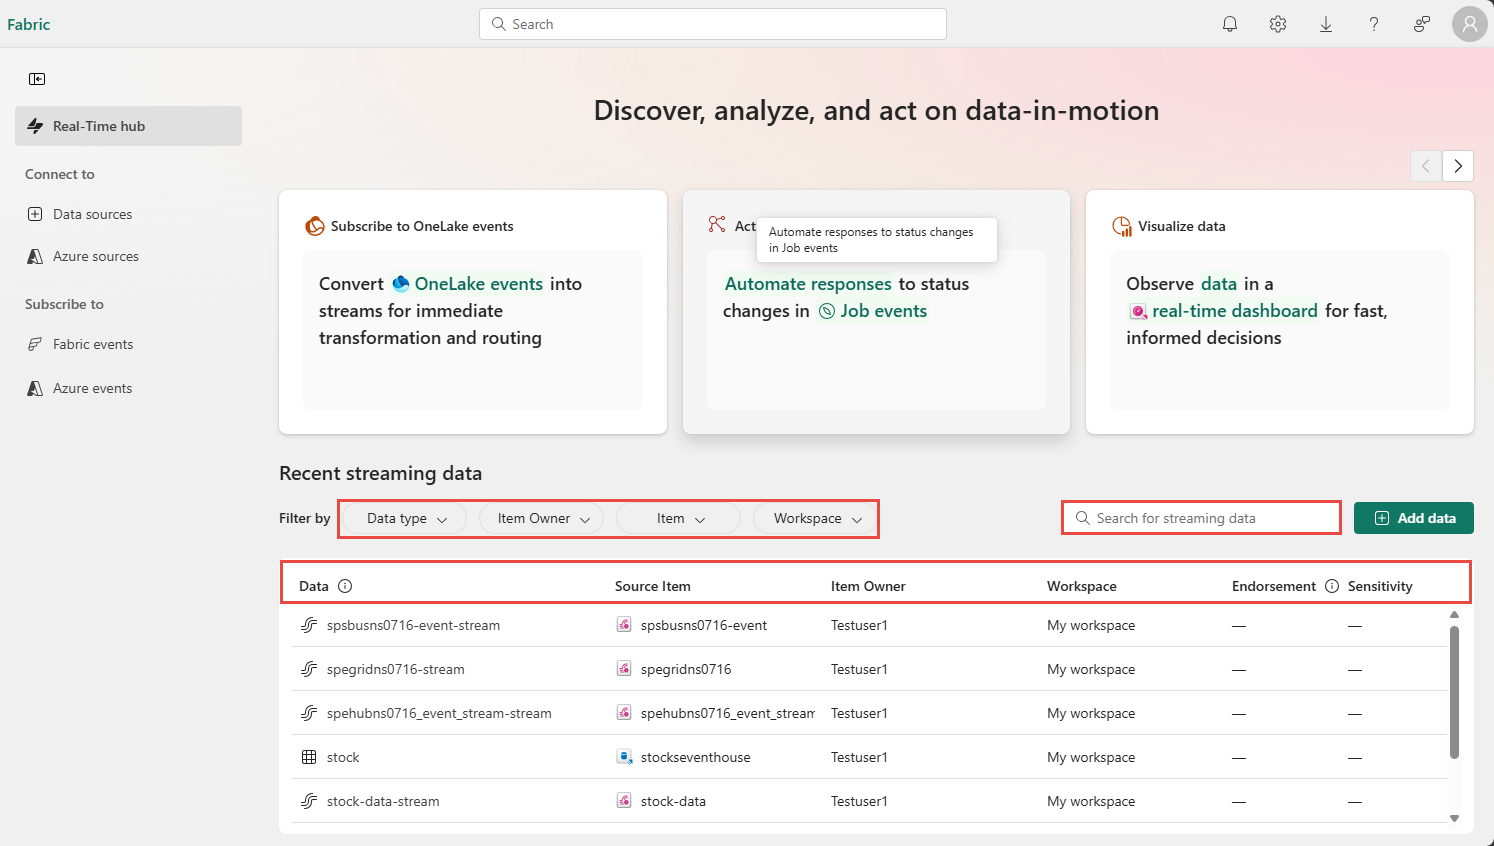 Fabric
Search
Real-Time hub
Connect to
Data sources
Azure sources
Subscribe to
Fabric events
Azure events
Discover, analyze, and act on data-in-motion
Subscribe to OneLake events
Convert OneLake events into
streams for immediate
transformation and routing
Act
Automate responses to status changes
in Job events
Automate responses to status
changes in Job events
Visualize data
Observe data in a
real-time dashboard for fast,
informed decisions
Recent streaming data
Filter by Data type Item Owner Item Workspace Search for streaming data Add data
Data Source Item Item Owner Workspace Endorsement Sensitivity
spsbusns0716-event-stream spsbusns0716-event Testuser1 My workspace — —
spegridns0716-stream spegridns0716 Testuser1 My workspace — —
spehubns0716_event_stream-stream spehubns0716_event_stream Testuser1 My workspace — —
stock stockseventhouse Testuser1 My workspace — —
stock-data-stream stock-data Testuser1 My workspace — —